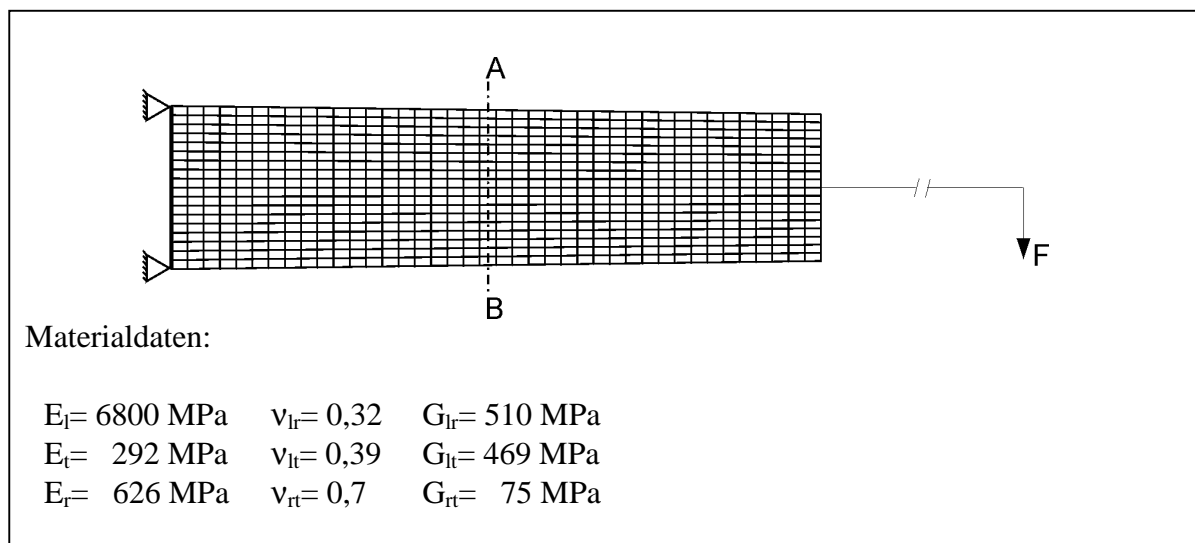 A
F
B
Materialdaten:
E_l= 6800 MPa ν_lr= 0,32 G_lr= 510 MPa
E_t= 292 MPa ν_lt= 0,39 G_lt= 469 MPa
E_r= 626 MPa ν_rt= 0,7 G_rt= 75 MPa